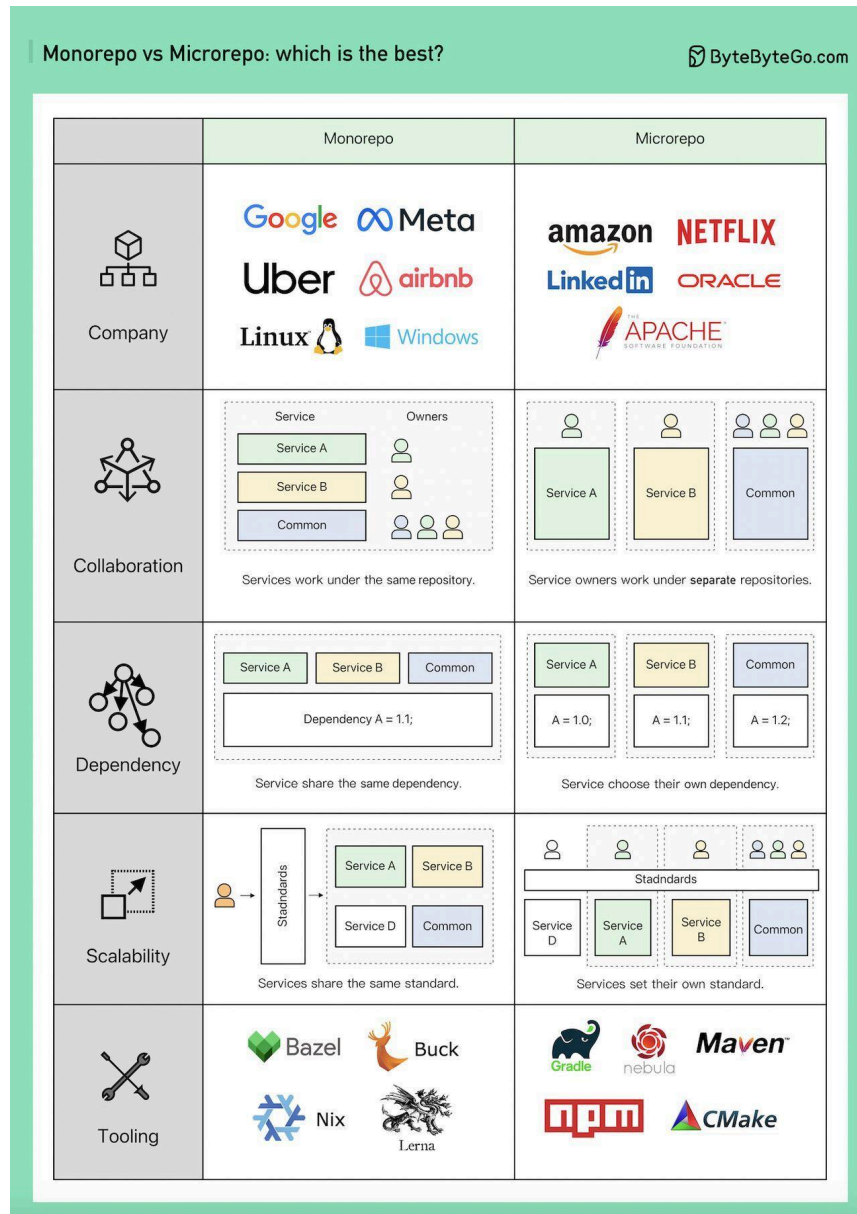 Monorepo vs Microrepo: which is the best?
ByteByteGo.com
Monorepo
Microrepo
Company
Google
Meta
Uber
airbnb
Linux
Windows
amazon
NETFLIX
Linked in
ORACLE
THE
APACHE
SOFTWARE FOUNDATION
Collaboration
Service
Owners
Service A
Service B
Common
Services work under the same repository.
Service A
Service B
Common
Service owners work under separate repositories.
Dependency
Service A
Service B
Common
Dependency A = 1.1;
Service share the same dependency.
Service A
Service B
Common
A = 1.0;
A = 1.1;
A = 1.2;
Service choose their own dependency.
Scalability
Stadndards
Service A
Service B
Service D
Common
Services share the same standard.
Stadndards
Service
D
Service
A
Service
B
Common
Services set their own standard.
Tooling
Bazel
Buck
Nix
Lerna
Gradle
nebula
Maven™
npm
CMake